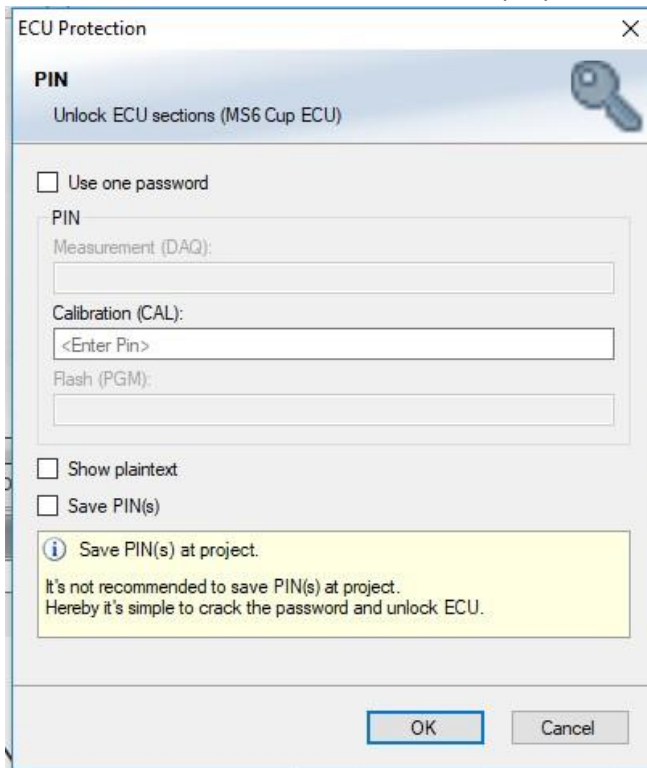 ECU Protection
PIN
Unlock ECU sections (MS6 Cup ECU)
Use one password
PIN
Measurement (DAQ):
Calibration (CAL):
<Enter Pin>
Flash (PGM):
Show plaintext
Save PIN(s)
Save PIN(s) at project.
It's not recommended to save PIN(s) at project.
Hereby it's simple to crack the password and unlock ECU.
OK Cancel